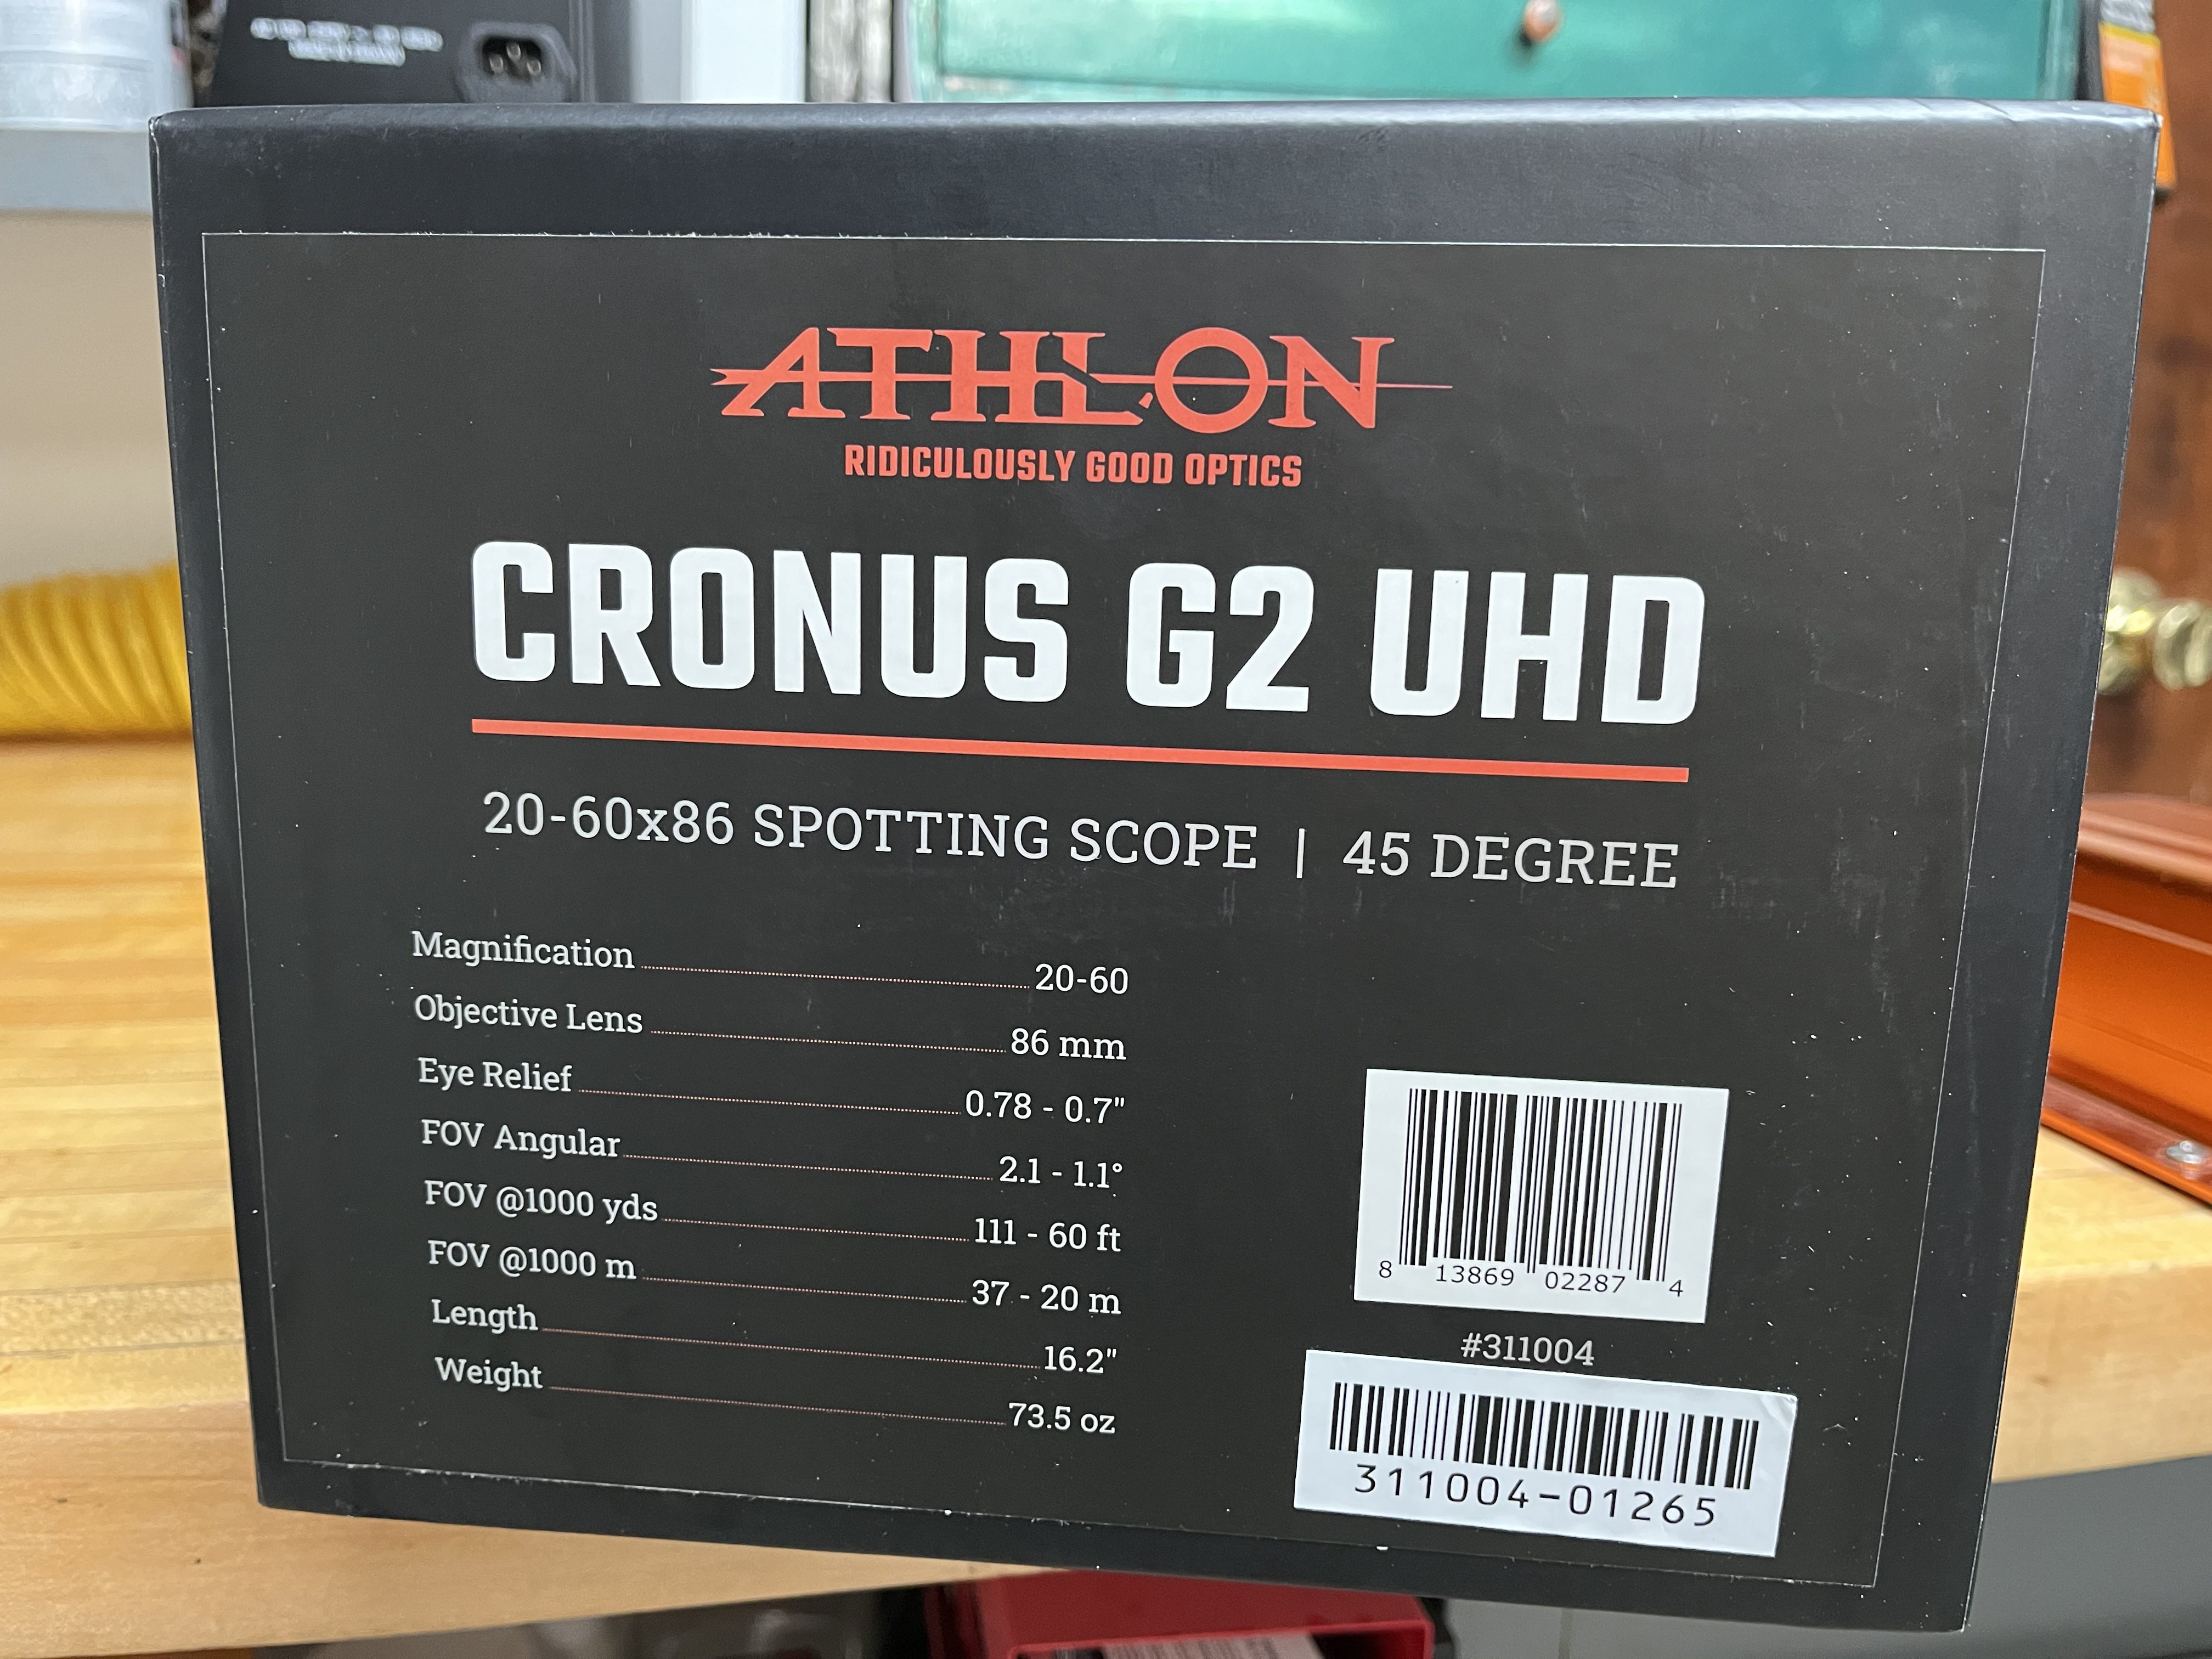 ATHLON
RIDICULOUSLY GOOD OPTICS
CRONUS G2 UHD
20-60x86 SPOTTING SCOPE | 45 DEGREE
Magnification 20-60
Objective Lens 86 mm
Eye Relief 0.78 - 0.7"
FOV Angular 2.1 - 1.1°
FOV @1000 yds 111 - 60 ft
FOV @1000 m 37 - 20 m
Length 16.2"
Weight 73.5 oz
8 13869 02287 4
#311004
311004-01265